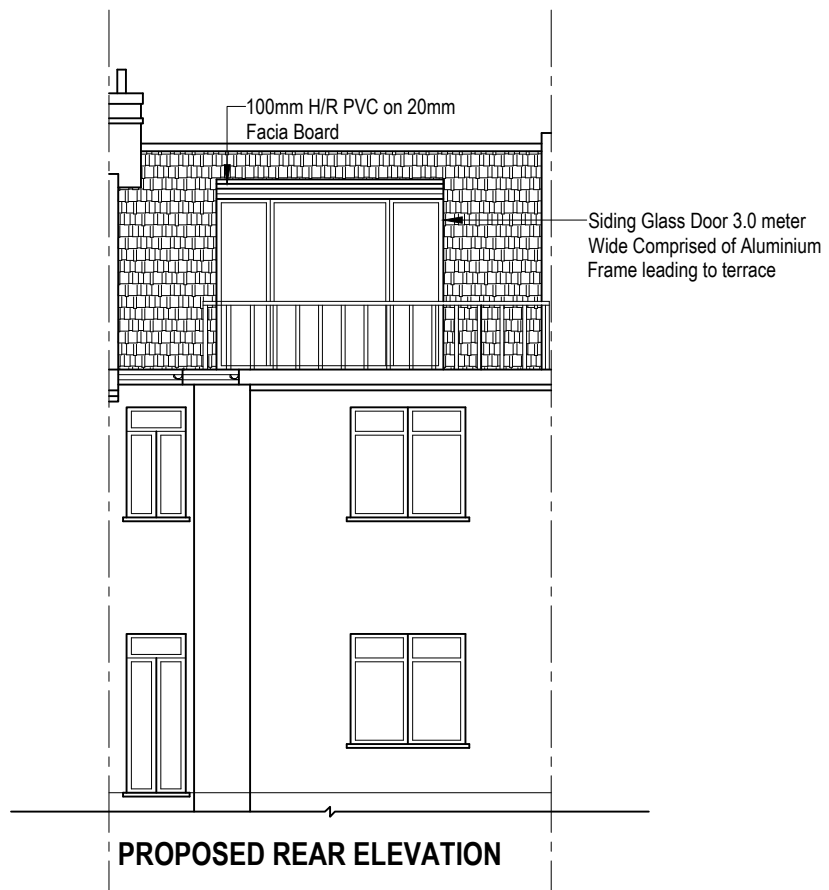 100mm H/R PVC on 20mm
Facia Board
Siding Glass Door 3.0 meter
Wide Comprised of Aluminium
Frame leading to terrace
PROPOSED REAR ELEVATION